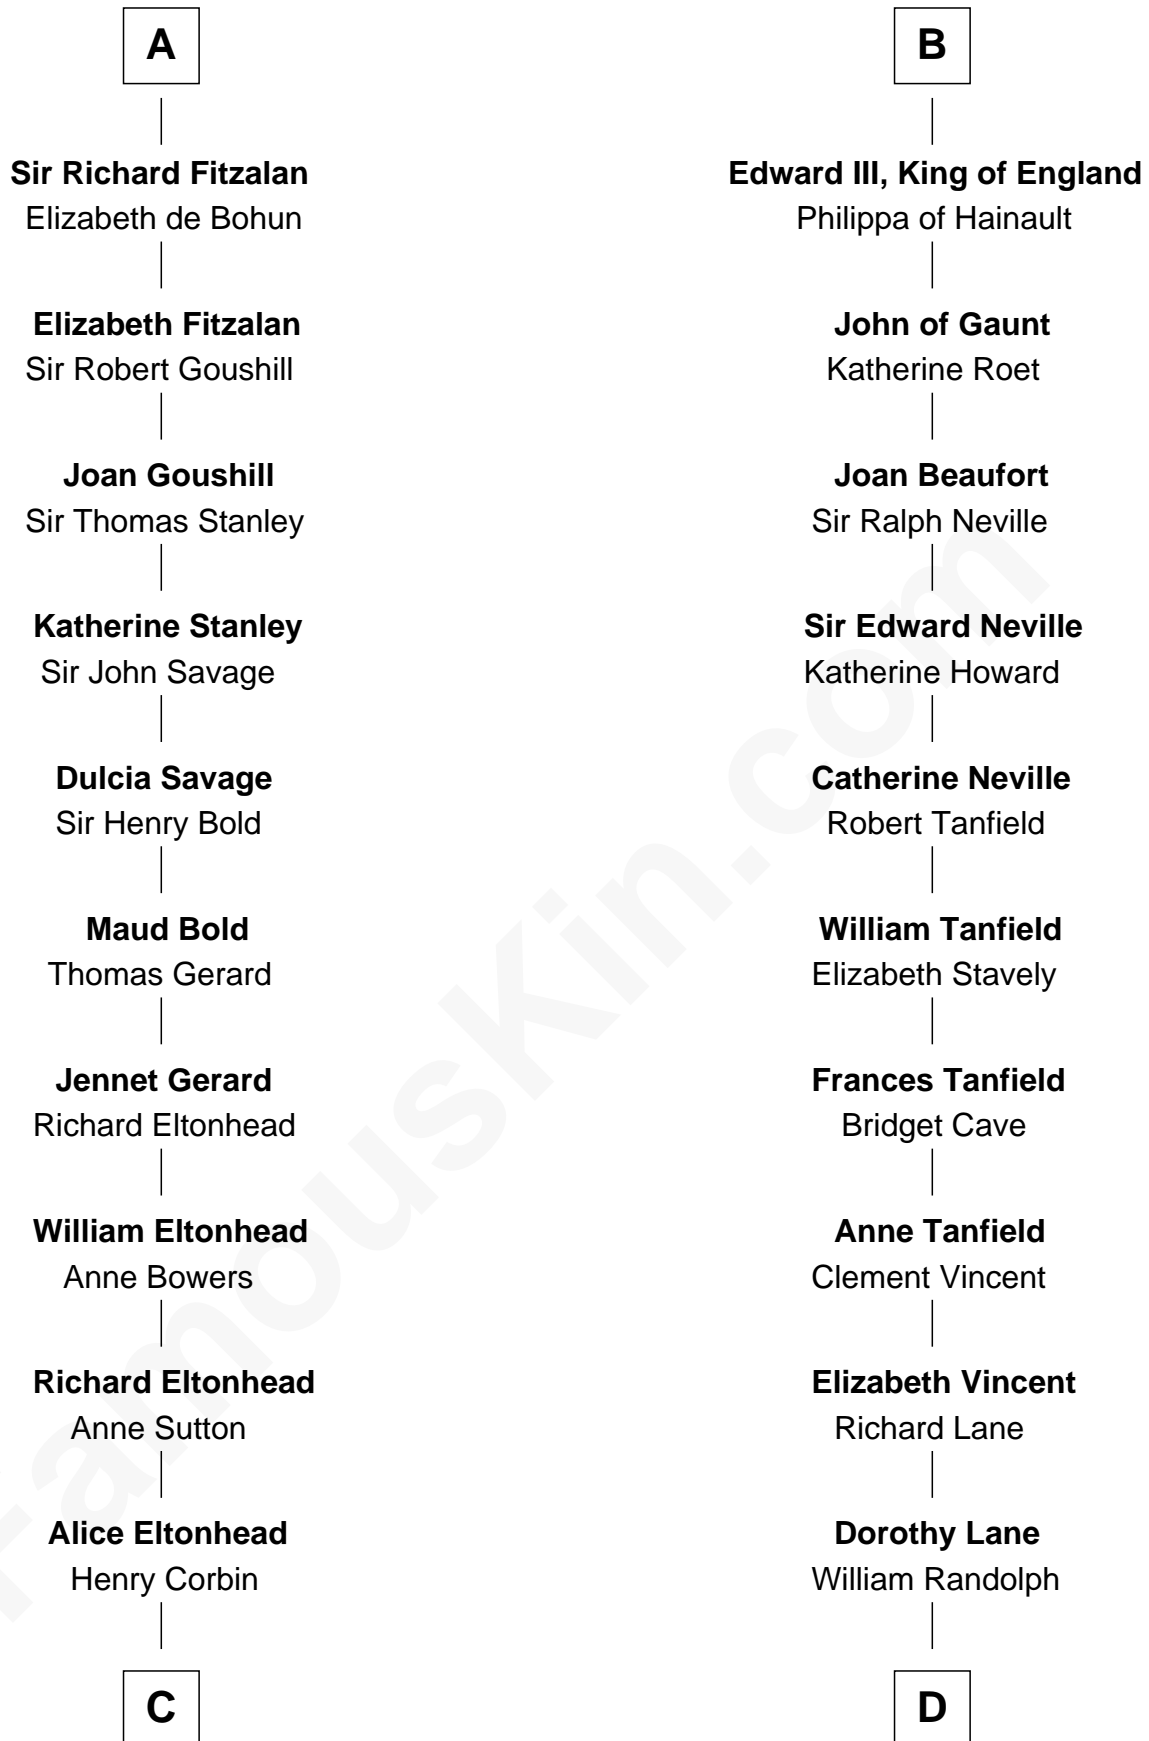 A
Sir Richard Fitzalan
Elizabeth de Bohun
Elizabeth Fitzalan
Sir Robert Goushill
Joan Goushill
Sir Thomas Stanley
Katherine Stanley
Sir John Savage
Dulcia Savage
Sir Henry Bold
Maud Bold
Thomas Gerard
Jennet Gerard
Richard Eltonhead
William Eltonhead
Anne Bowers
Richard Eltonhead
Anne Sutton
Alice Eltonhead
Henry Corbin
C
B
Edward III, King of England
Philippa of Hainault
John of Gaunt
Katherine Roet
Joan Beaufort
Sir Ralph Neville
Sir Edward Neville
Katherine Howard
Catherine Neville
Robert Tanfield
William Tanfield
Elizabeth Stavely
Frances Tanfield
Bridget Cave
Anne Tanfield
Clement Vincent
Elizabeth Vincent
Richard Lane
Dorothy Lane
William Randolph
D
FamousKin.com